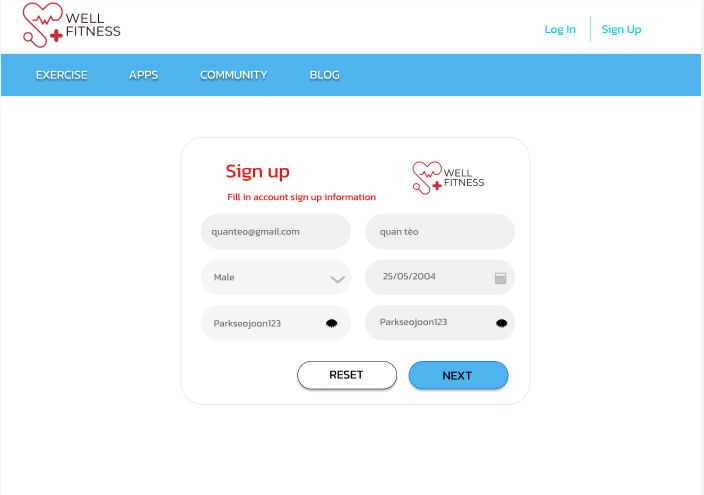 WELL
FITNESS
Log In
Sign Up
EXERCISE
APPS
COMMUNITY
BLOG
Sign up
WELL
FITNESS
Fill in account sign up information
quanteo@gmail.com
quan tèo
Male
25/05/2004
Parkseojoon123
Parkseojoon123
RESET
NEXT